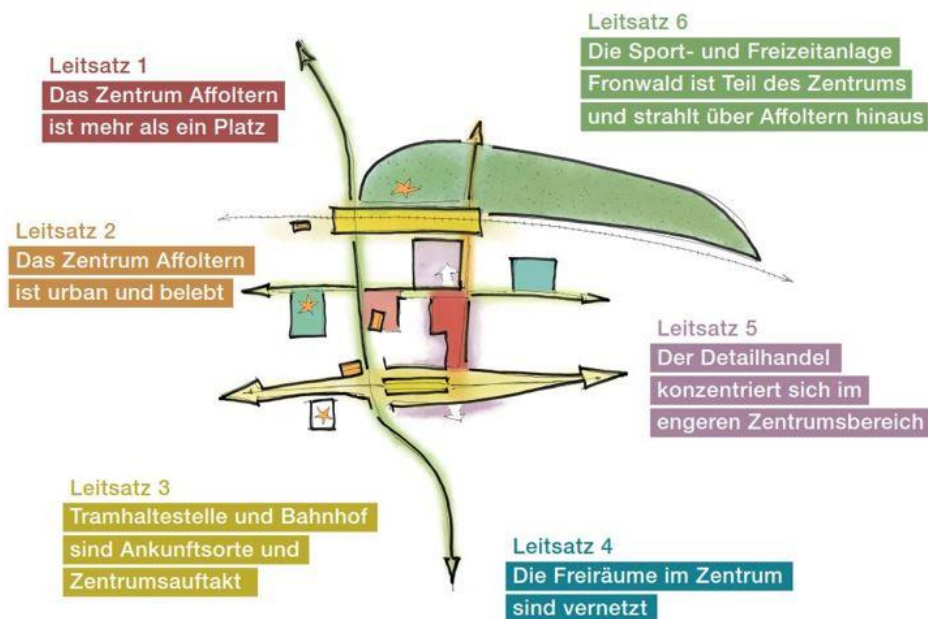 Leitsatz 1
Das Zentrum Affoltern
ist mehr als ein Platz
Leitsatz 6
Die Sport- und Freizeitanlage
Fronwald ist Teil des Zentrums
und strahlt über Affoltern hinaus
Leitsatz 2
Das Zentrum Affoltern
ist urban und belebt
Leitsatz 5
Der Detailhandel
konzentriert sich im
engeren Zentrumsbereich
Leitsatz 3
Tramhaltestelle und Bahnhof
sind Ankunftsorte und
Zentrumsauftakt
Leitsatz 4
Die Freiräume im Zentrum
sind vernetzt